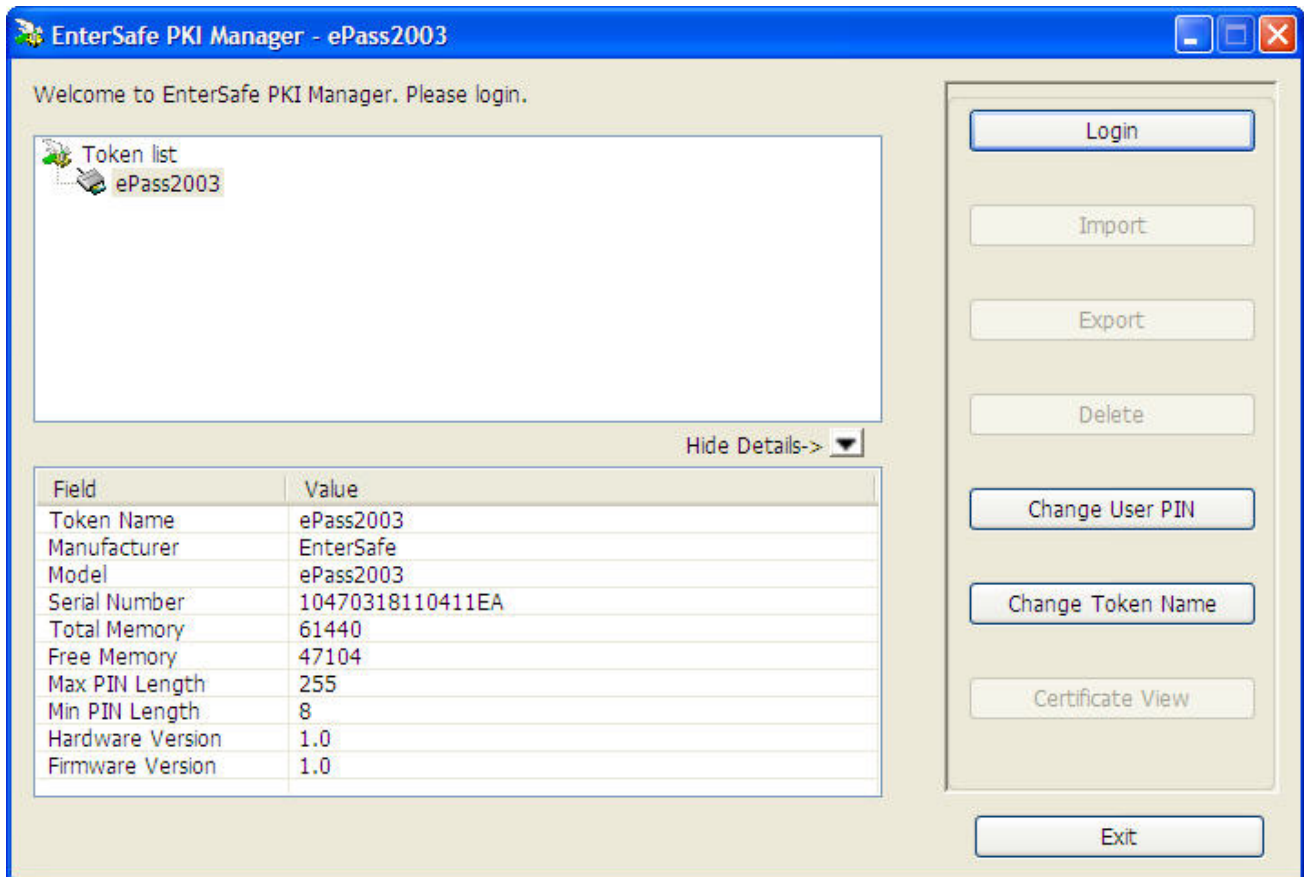 EnterSafe PKI Manager - ePass2003
Welcome to EnterSafe PKI Manager. Please login.
Token list
ePass2003
Hide Details->
Field Value
Token Name ePass2003
Manufacturer EnterSafe
Model ePass2003
Serial Number 10470318110411EA
Total Memory 61440
Free Memory 47104
Max PIN Length 255
Min PIN Length 8
Hardware Version 1.0
Firmware Version 1.0
Login
Import
Export
Delete
Change User PIN
Change Token Name
Certificate View
Exit